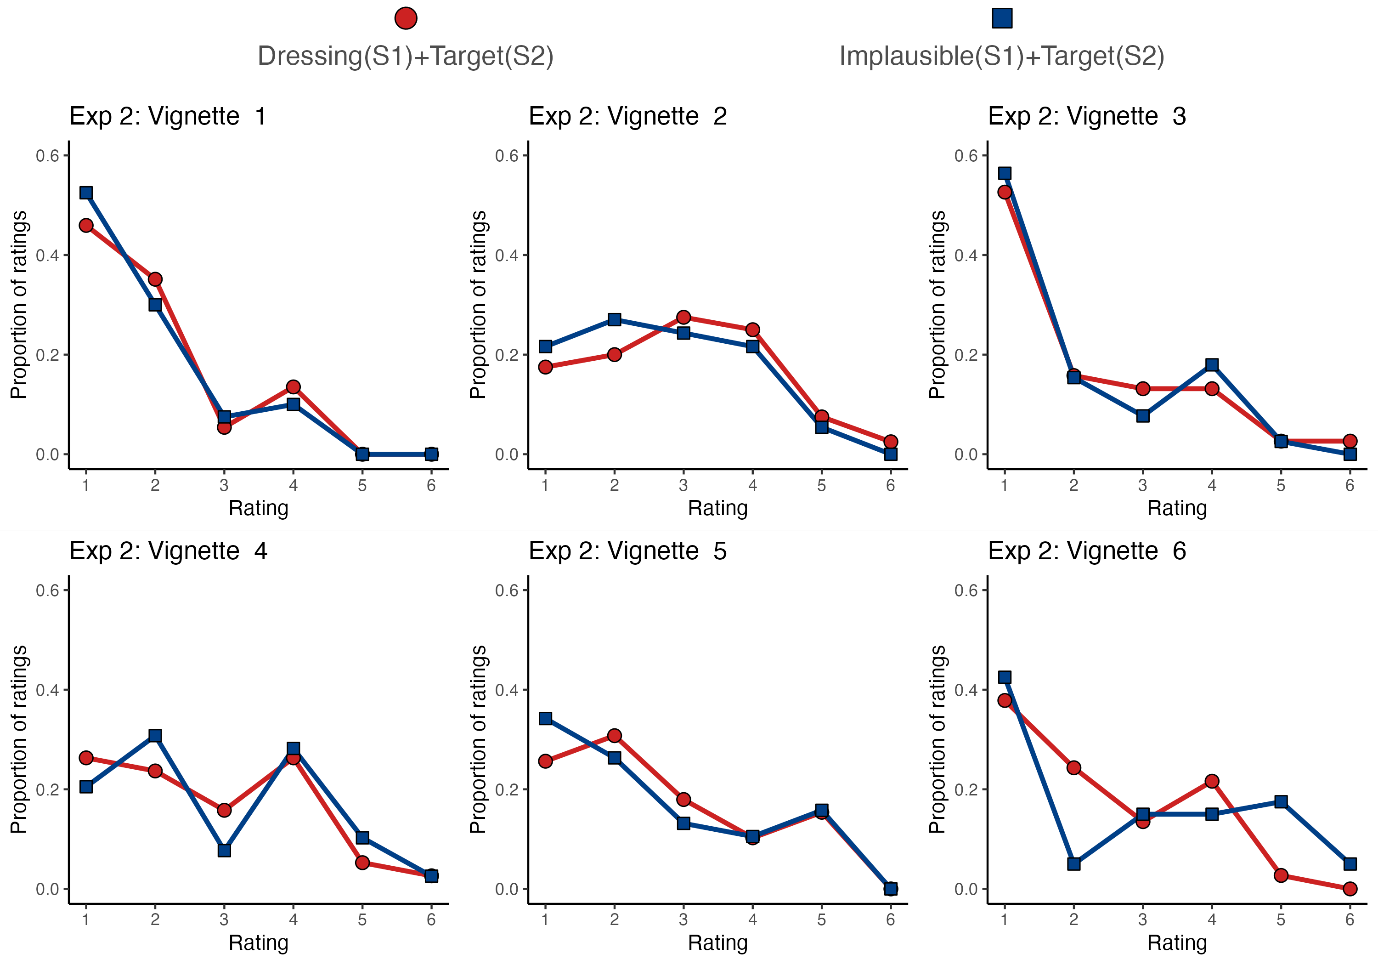 Dressing(S1)+Target(S2) Implausible(S1)+Target(S2)
Exp 2: Vignette 1
Proportion of ratings
0.6
0.4
0.2
0.0
1 2 3 4 5 6
Rating
Exp 2: Vignette 2
Proportion of ratings
0.6
0.4
0.2
0.0
1 2 3 4 5 6
Rating
Exp 2: Vignette 3
Proportion of ratings
0.6
0.4
0.2
0.0
1 2 3 4 5 6
Rating
Exp 2: Vignette 4
Proportion of ratings
0.6
0.4
0.2
0.0
1 2 3 4 5 6
Rating
Exp 2: Vignette 5
Proportion of ratings
0.6
0.4
0.2
0.0
1 2 3 4 5 6
Rating
Exp 2: Vignette 6
Proportion of ratings
0.6
0.4
0.2
0.0
1 2 3 4 5 6
Rating